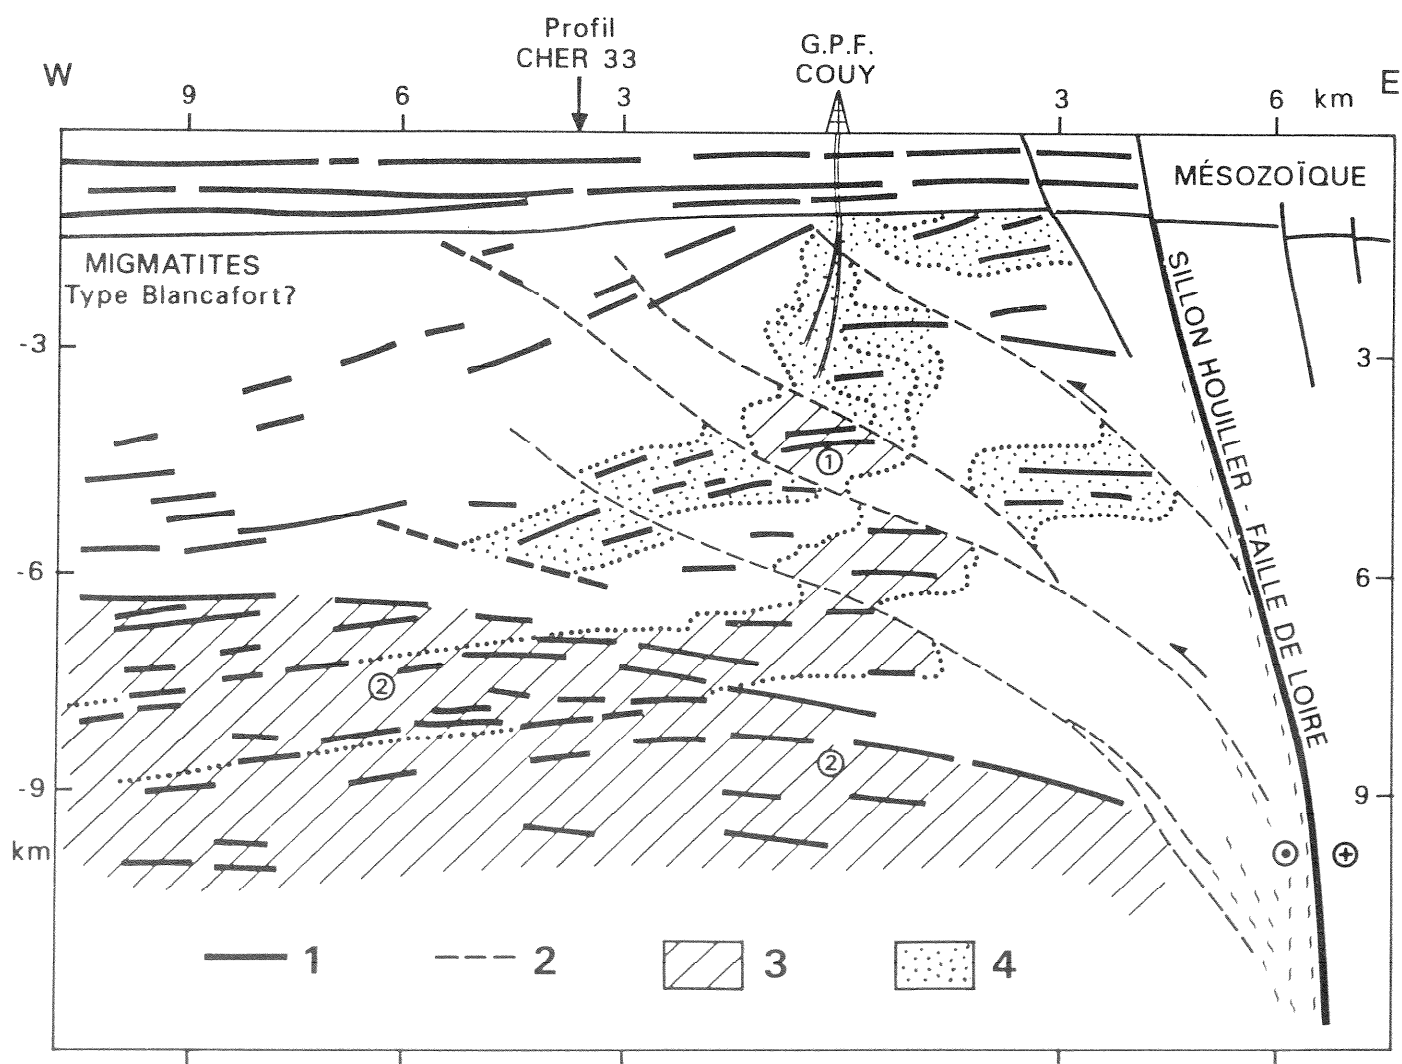 Profil
CHER 33
G.P.F.
COUY
W
E
9
6
3
3
6 km
MÉSOZOÏQUE
MIGMATITES
Type Blancafort?
SILLON HOUILLER - FAILLE DE LOIRE
-3
3
1
-6
6
2
2
-9
9
km
1
2
3
4